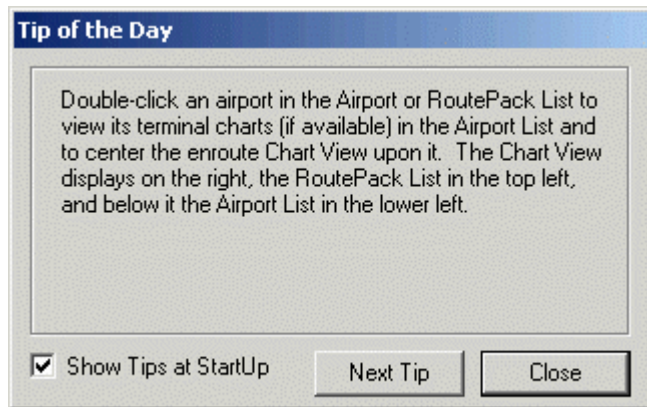 Tip of the Day
Double-click an airport in the Airport or RoutePack List to
view its terminal charts (if available) in the Airport List and
to center the enroute Chart View upon it.  The Chart View
displays on the right, the RoutePack List in the top left,
and below it the Airport List in the lower left.
Show Tips at StartUp
Next Tip
Close